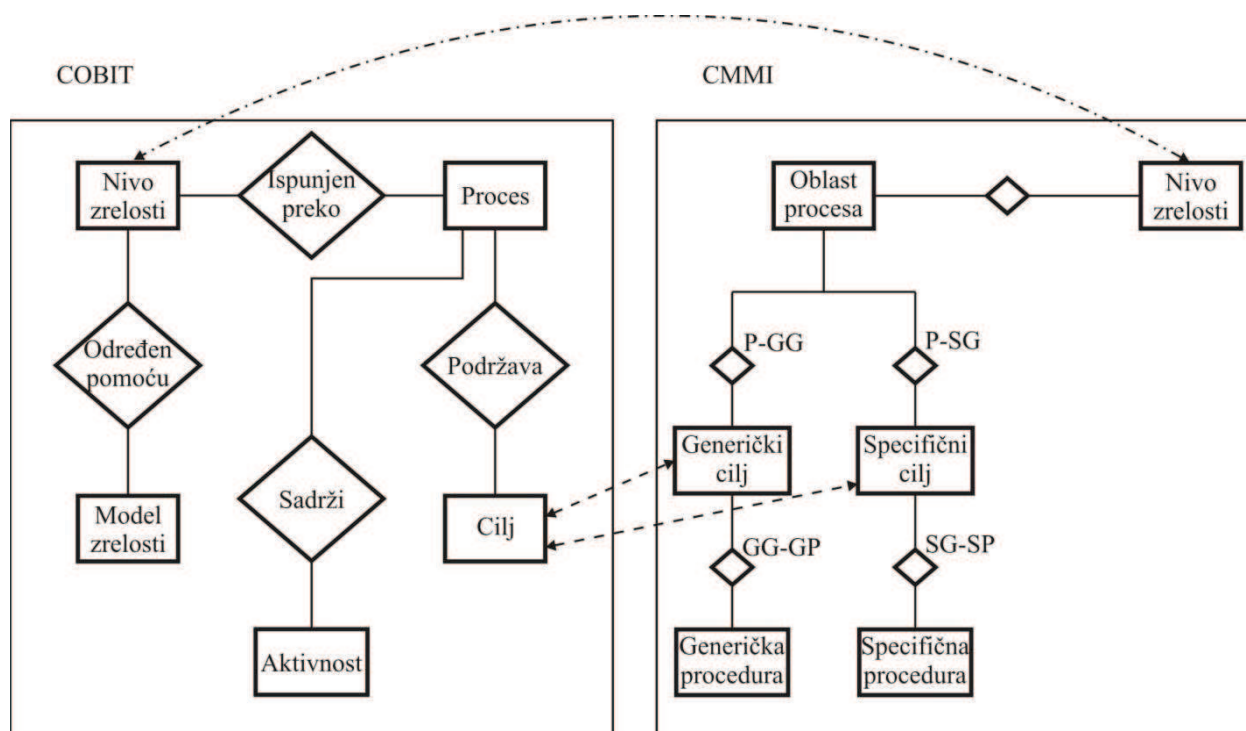 COBIT
CMMI
Nivo
zrelosti
Ispunjen
preko
Proces
Određen
pomoću
Podržava
Model
zrelosti
Sadrži
Cilj
Aktivnost
Oblast
procesa
Nivo
zrelosti
P-GG
P-SG
Generički
cilj
Specifični
cilj
GG-GP
SG-SP
Generička
procedura
Specifična
procedura